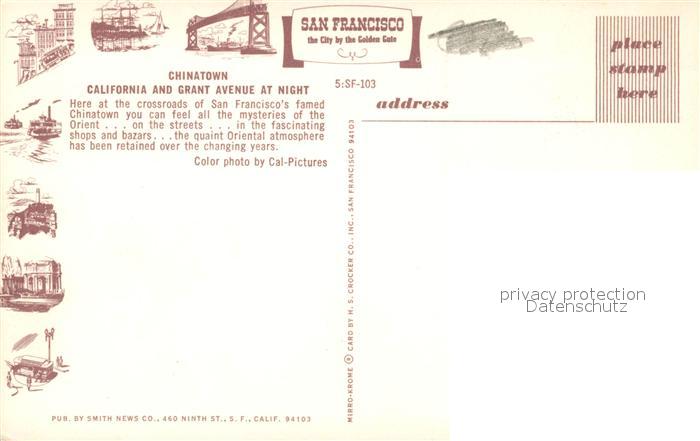 SAN FRANCISCO
the City by the Golden Gate
CHINATOWN
CALIFORNIA AND GRANT AVENUE AT NIGHT
Here at the crossroads of San Francisco's famed
Chinatown you can feel all the mysteries of the
Orient . . . on the streets . . . in the fascinating
shops and bazars. . . the quaint Oriental atmosphere
has been retained over the changing years.
Color photo by Cal-Pictures
5:SF-103
address
place
stamp
here
MIRRO-KROME ® CARD BY H. S. CROCKER CO., INC., SAN FRANCISCO 94103
privacy protection
Datenschutz
PUB. BY SMITH NEWS CO., 460 NINTH ST., S. F., CALIF. 94103